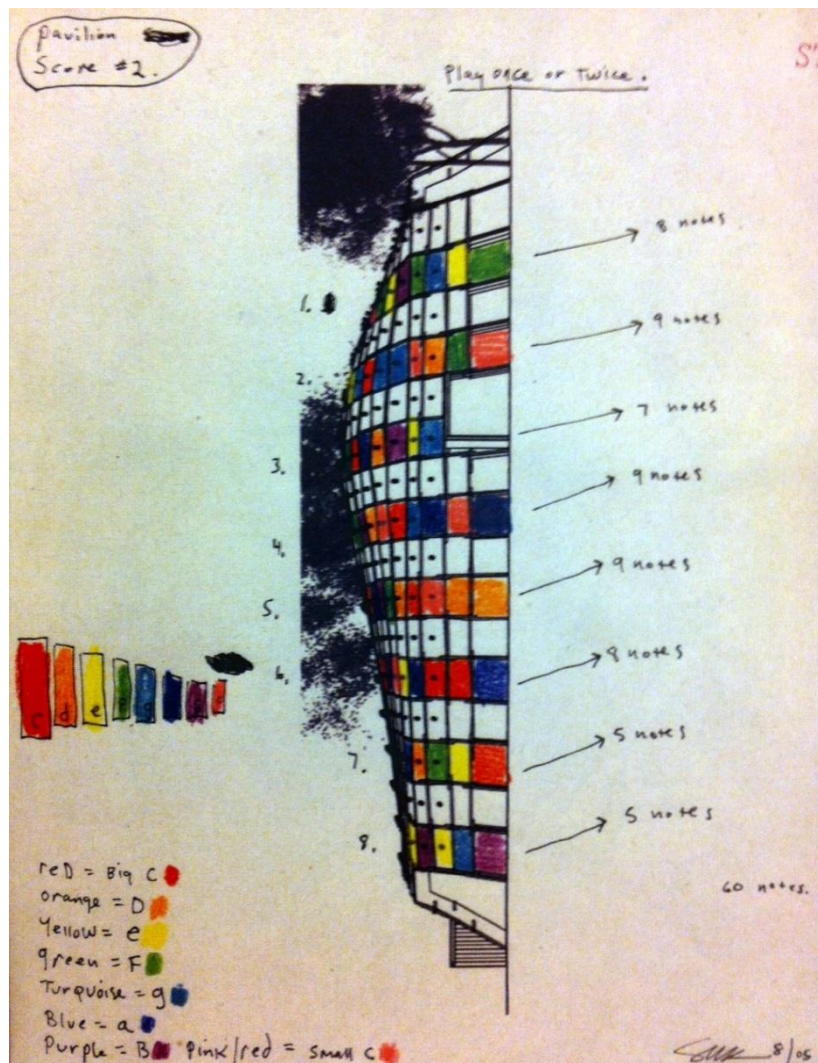 Pavilion
Score #2.
Play once or Twice.
8 notes
1.
9 notes
2.
7 notes
3.
9 notes
4.
9 notes
5.
8 notes
6.
c d e g
5 notes
7.
5 notes
8.
60 notes.
red = Big C
orange = D
Yellow = e
green = F
Turquoise = g
Blue = a
Purple = B Pink/red = small c
8/05